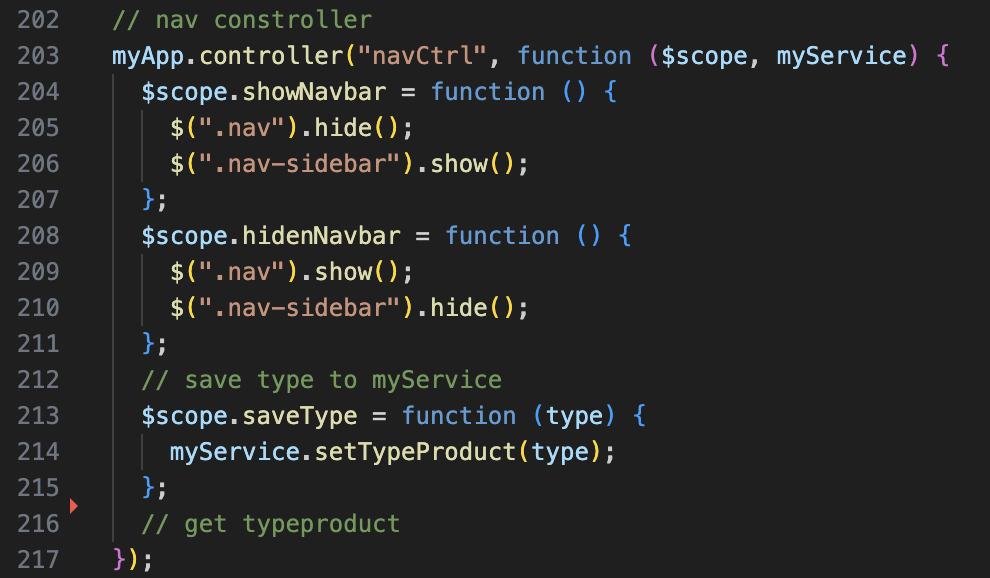 202 // nav constroller
203 myApp.controller("navCtrl", function ($scope, myService) {
204 $scope.showNavbar = function () {
205 $(".nav").hide();
206 $(".nav-sidebar").show();
207 };
208 $scope.hidenNavbar = function () {
209 $(".nav").show();
210 $(".nav-sidebar").hide();
211 };
212 // save type to myService
213 $scope.saveType = function (type) {
214 myService.setTypeProduct(type);
215 };
216 // get typeproduct
217 });